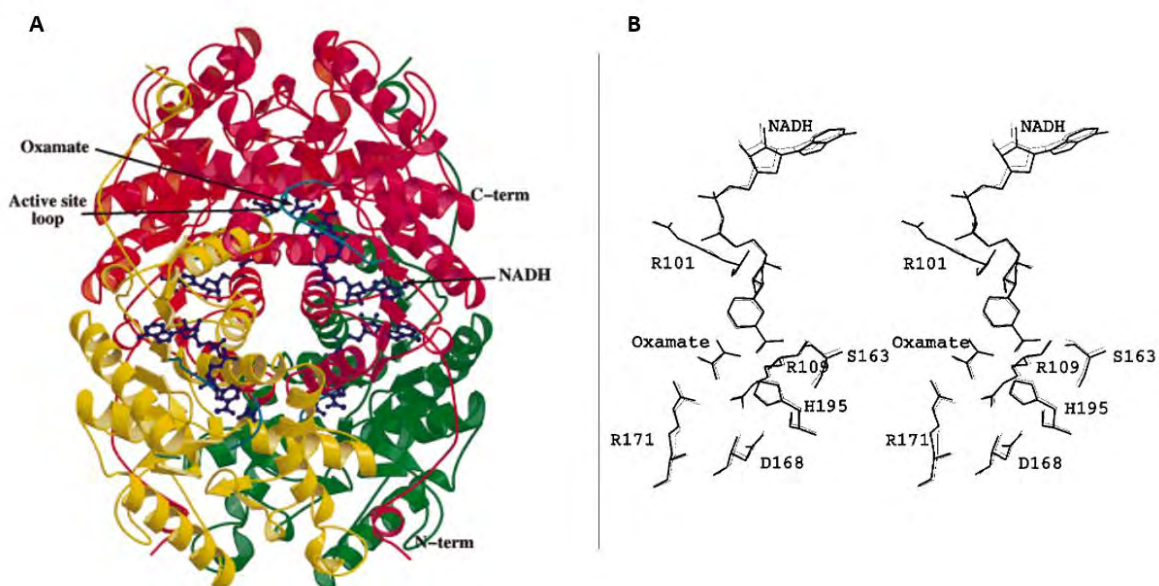 A
Oxamate
Active site
loop
C-term
NADH
N-term
B
NADH
R101
Oxamate
R109
S163
H195
R171
D168
NADH
R101
Oxamate
R109
S163
H195
R171
D168